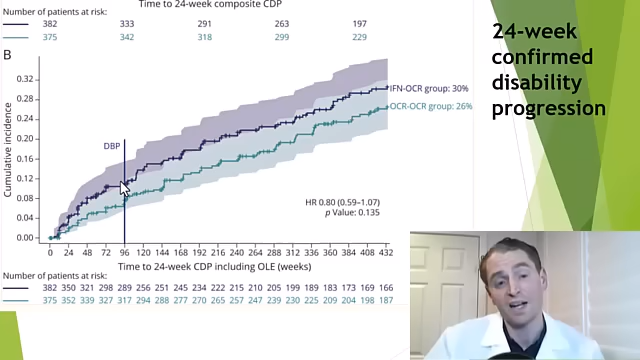 Time to 24-week composite CDP
Number of patients at risk:
382 333 291 263 197
375 342 318 299 229
24-week
confirmed
disability
progression
B
Cumulative incidence
0.32
0.28
0.24
0.20
0.16
0.12
0.08
0.04
0.00
DBP
IFN-OCR group: 30%
OCR-OCR group: 26%
HR 0.80 (0.59–1.07)
p Value: 0.135
0 24 48 72 96 120 144 168 192 216 240 264 288 312 336 360 384 408 432
Time to 24-week CDP including OLE (weeks)
Number of patients at risk:
382 350 321 298 289 256 251 245 234 222 215 210 205 199 189 183 173 169 166
375 352 339 327 317 294 288 277 270 265 257 247 239 230 225 209 204 198 187